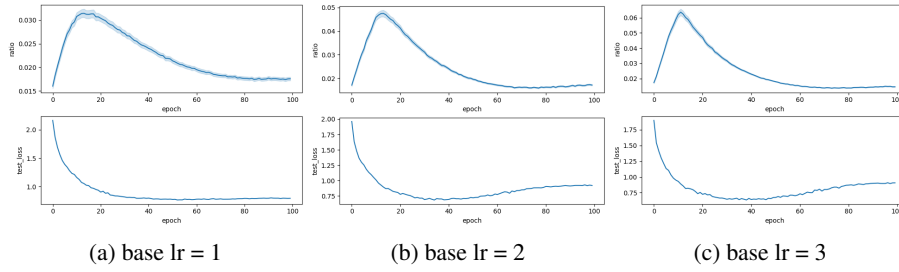 0.030
0.025
0.020
0.015
ratio
0 20 40 60 80 100
epoch
2.0
1.5
1.0
test_loss
0 20 40 60 80 100
epoch
(a) base lr = 1
0.05
0.04
0.03
0.02
ratio
0 20 40 60 80 100
epoch
2.00
1.75
1.50
1.25
1.00
0.75
test_loss
0 20 40 60 80 100
epoch
(b) base lr = 2
0.06
0.05
0.04
0.03
0.02
ratio
0 20 40 60 80 100
epoch
1.75
1.50
1.25
1.00
0.75
test_loss
0 20 40 60 80 100
epoch
(c) base lr = 3